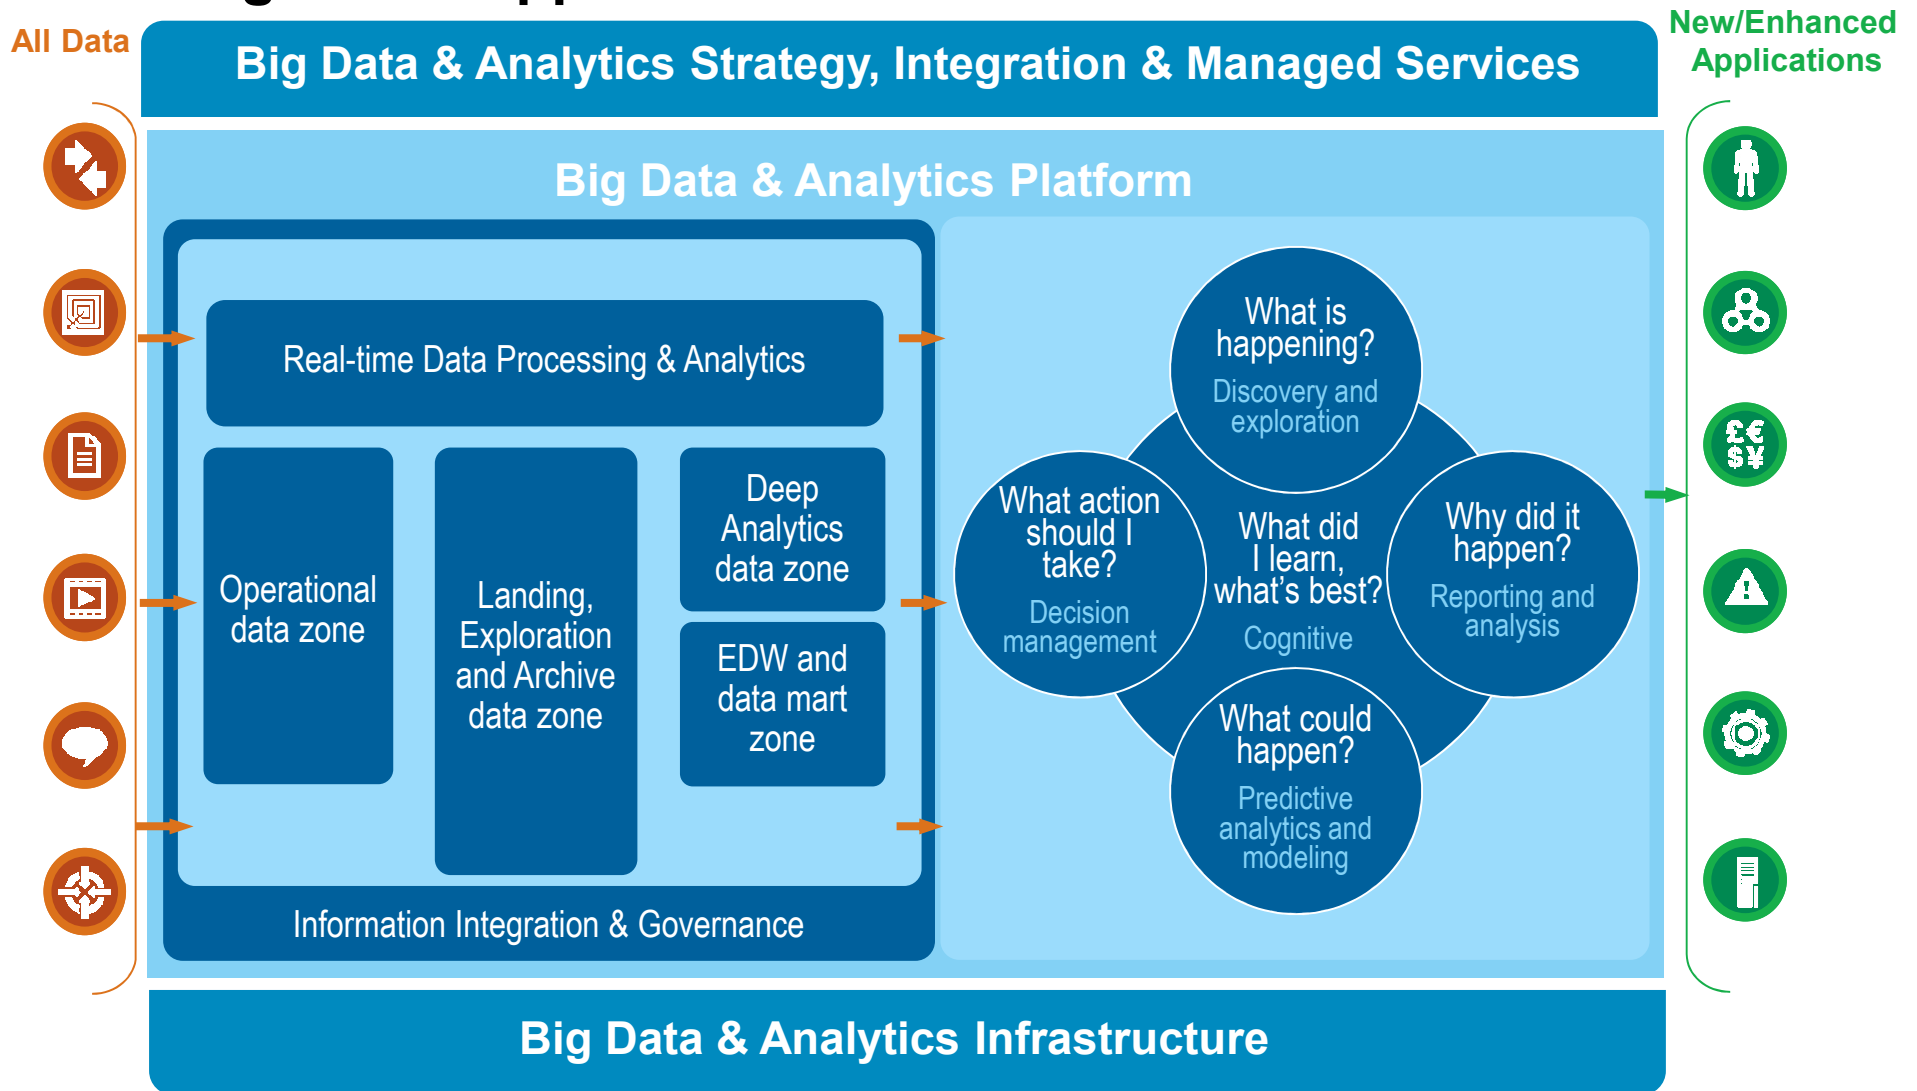 All Data
New/Enhanced
Applications
Big Data & Analytics Strategy, Integration & Managed Services
Big Data & Analytics Platform
Real-time Data Processing & Analytics
Operational
data zone
Landing,
Exploration
and Archive
data zone
Deep
Analytics
data zone
EDW and
data mart
zone
Information Integration & Governance
What is
happening?
Discovery and
exploration
What action
should I
take?
Decision
management
What did
I learn,
what’s best?
Cognitive
Why did it
happen?
Reporting and
analysis
What could
happen?
Predictive
analytics and
modeling
£€
$¥
Big Data & Analytics Infrastructure